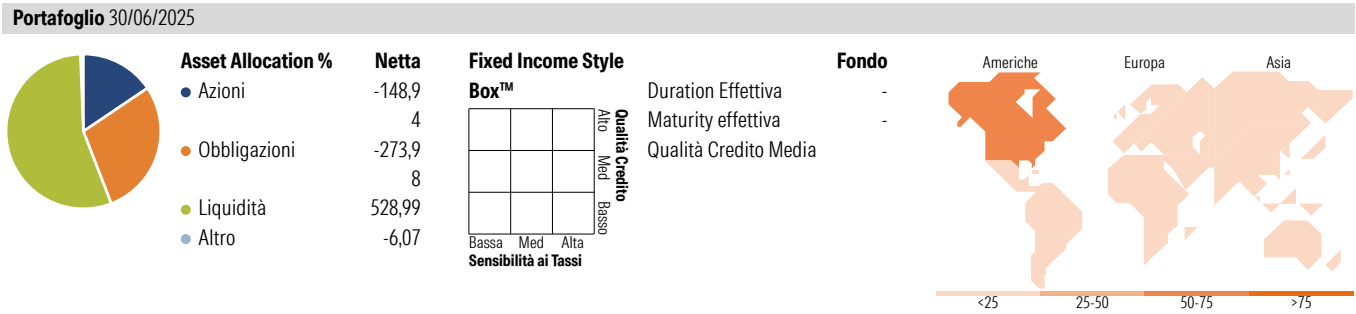 Portafoglio 30/06/2025
Asset Allocation % Netta
Azioni -148,9
4
Obbligazioni -273,9
8
Liquidità 528,99
Altro -6,07
Fixed Income Style
Box™
Alto Med Basso
Qualità Credito
Bassa Med Alta
Sensibilità ai Tassi
Fondo
Duration Effettiva -
Maturity effettiva -
Qualità Credito Media
Americhe Europa Asia
<25 25-50 50-75 >75